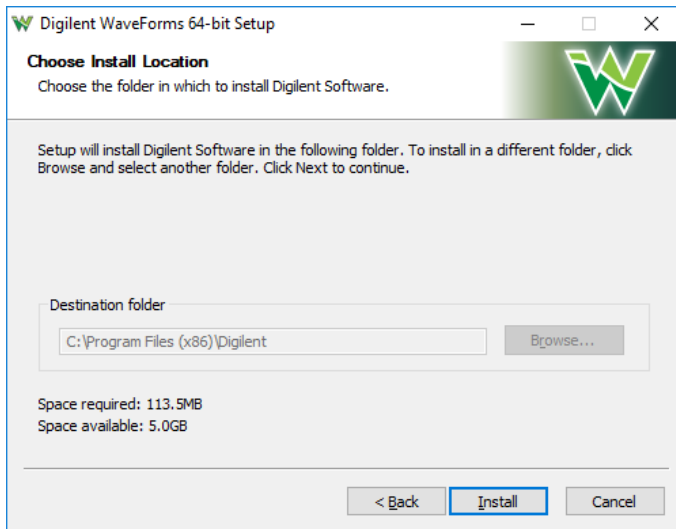 Digilent WaveForms 64-bit Setup
Choose Install Location
Choose the folder in which to install Digilent Software.
Setup will install Digilent Software in the following folder. To install in a different folder, click
Browse and select another folder. Click Next to continue.
Destination folder
C:\Program Files (x86)\Digilent
Browse...
Space required: 113.5MB
Space available: 5.0GB
< Back
Install
Cancel